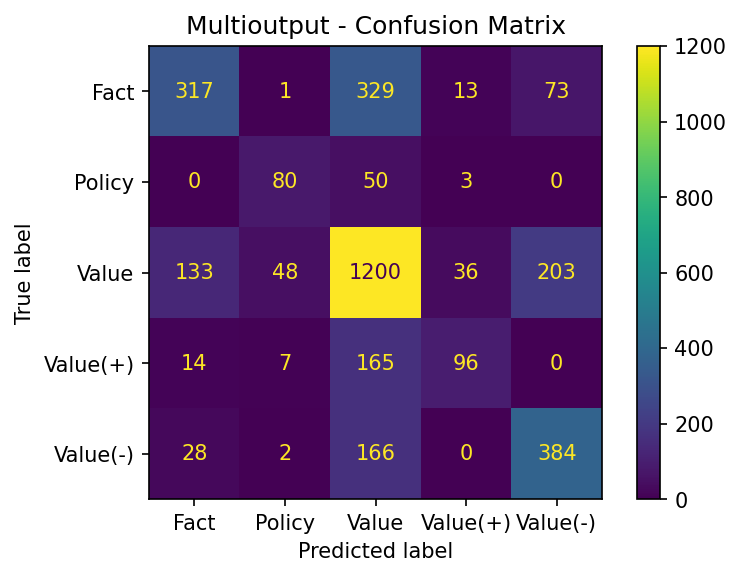 Multioutput - Confusion Matrix
True label
Fact 317 1 329 13 73
Policy 0 80 50 3 0
Value 133 48 1200 36 203
Value(+) 14 7 165 96 0
Value(-) 28 2 166 0 384
Fact Policy Value Value(+) Value(-)
Predicted label
1200
1000
800
600
400
200
0